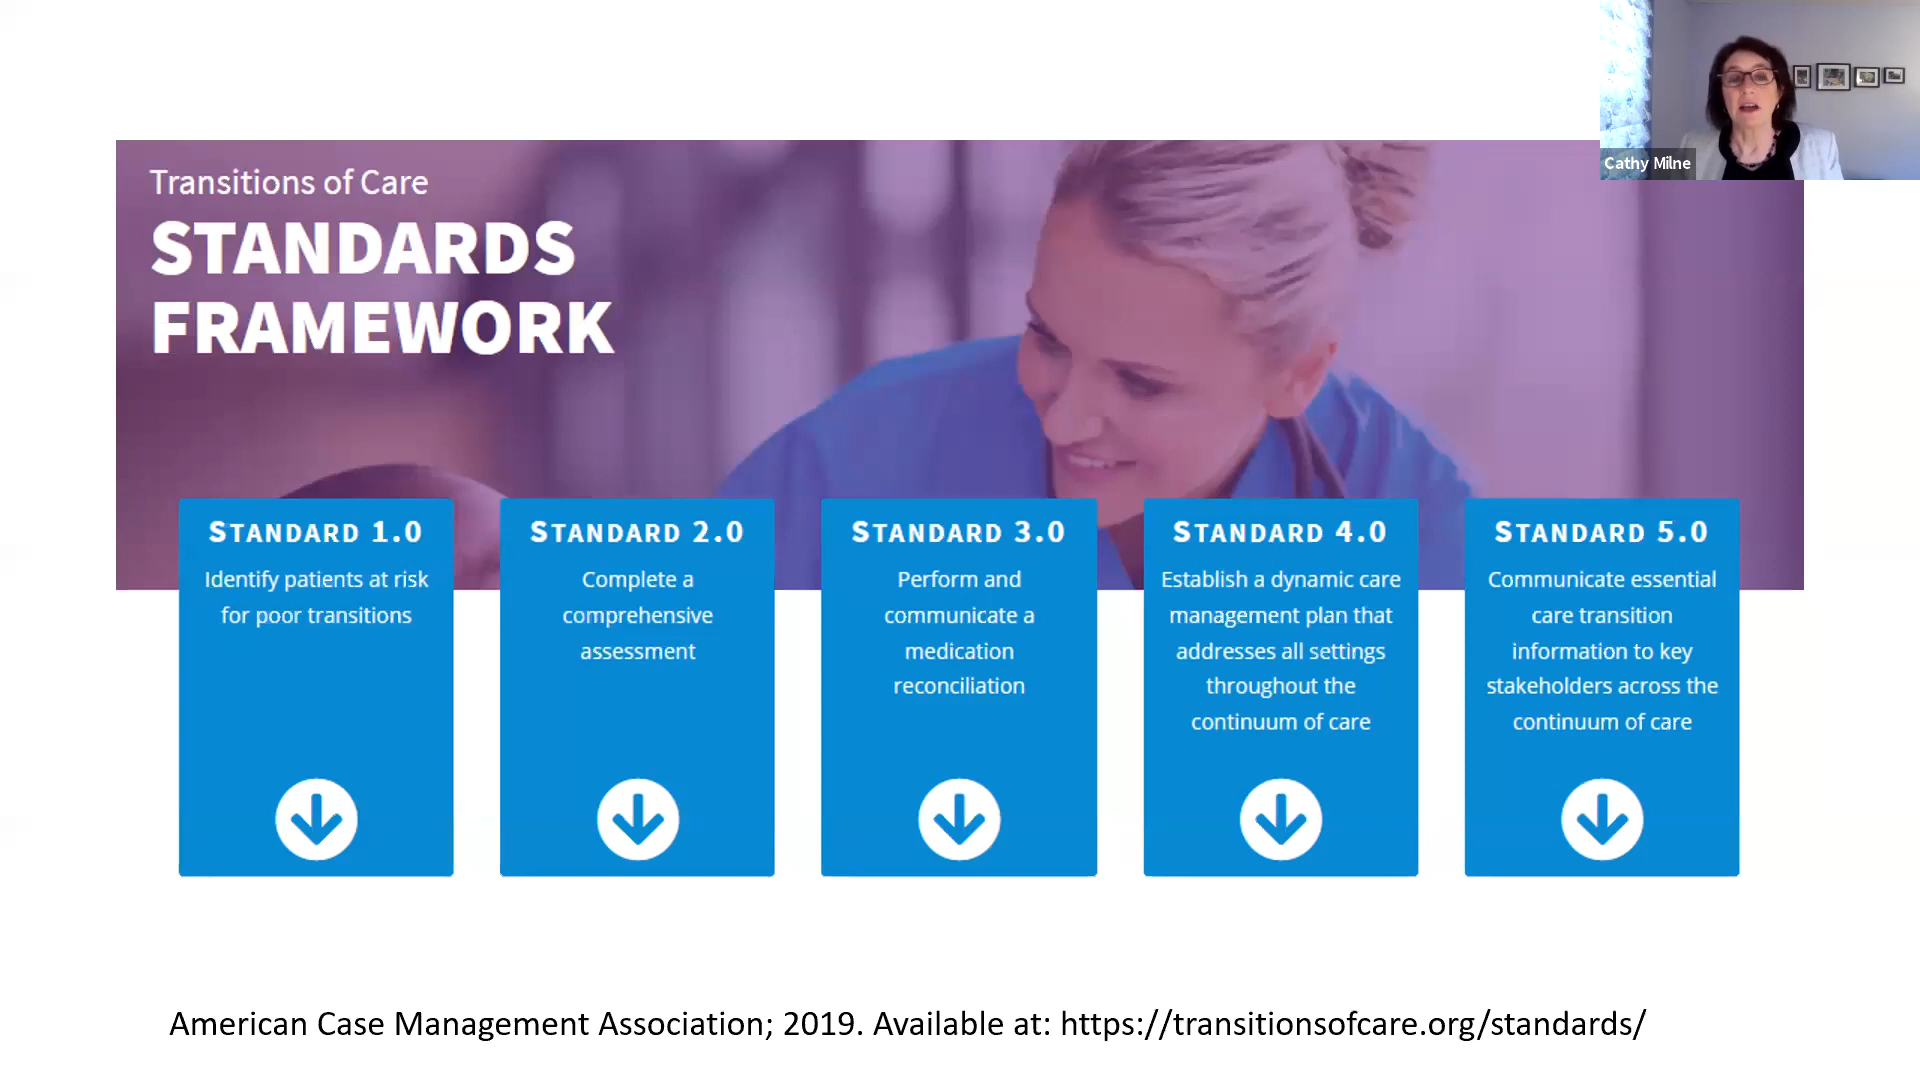 Cathy Milne
Transitions of Care
STANDARDS
FRAMEWORK
STANDARD 1.0
Identify patients at risk
for poor transitions
STANDARD 2.0
Complete a
comprehensive
assessment
STANDARD 3.0
Perform and
communicate a
medication
reconciliation
STANDARD 4.0
Establish a dynamic care
management plan that
addresses all settings
throughout the
continuum of care
STANDARD 5.0
Communicate essential
care transition
information to key
stakeholders across the
continuum of care
American Case Management Association; 2019. Available at: https://transitionsofcare.org/standards/